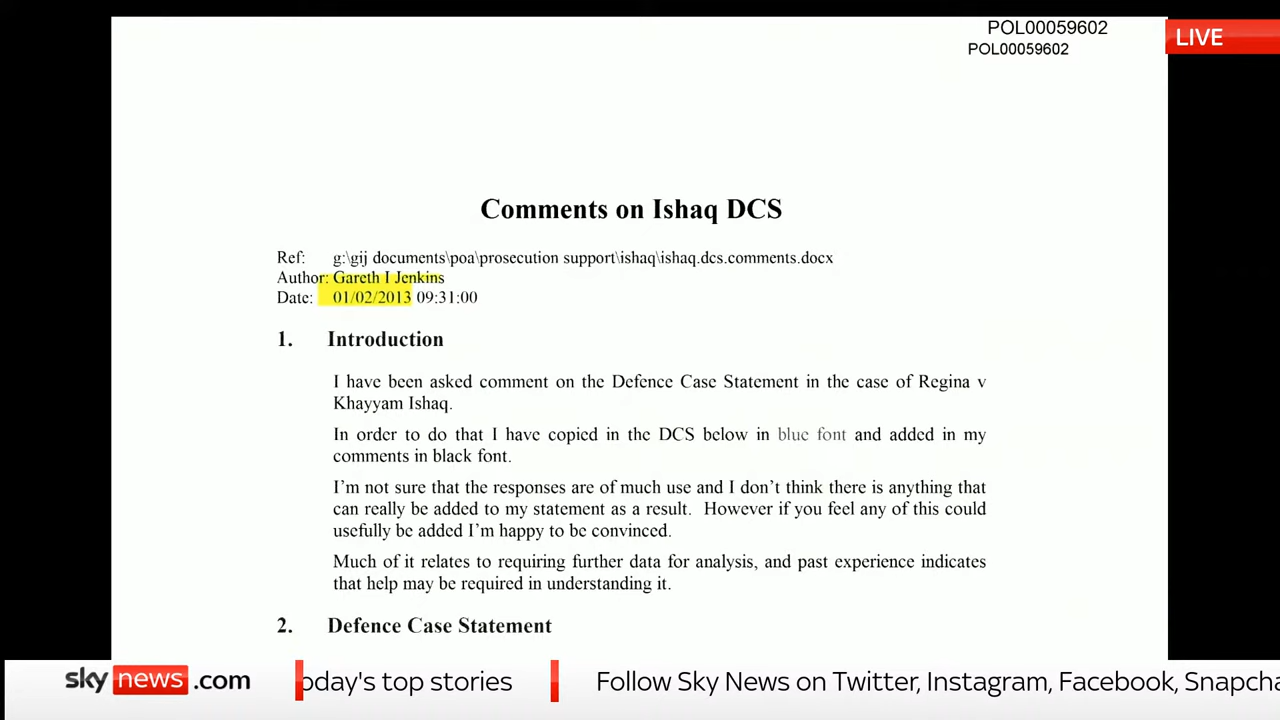 POL00059602
POL00059602
LIVE
Comments on Ishaq DCS
Ref: g:\gij documents\poa\prosecution support\ishaq\ishaq.dcs.comments.docx
Author: Gareth I Jenkins
Date: 01/02/2013 09:31:00
1. Introduction
I have been asked comment on the Defence Case Statement in the case of Regina v
Khayyam Ishaq.
In order to do that I have copied in the DCS below in blue font and added in my
comments in black font.
I'm not sure that the responses are of much use and I don't think there is anything that
can really be added to my statement as a result. However if you feel any of this could
usefully be added I'm happy to be convinced.
Much of it relates to requiring further data for analysis, and past experience indicates
that help may be required in understanding it.
2. Defence Case Statement
sky news .com
oday's top stories
Follow Sky News on Twitter, Instagram, Facebook, Snapcha